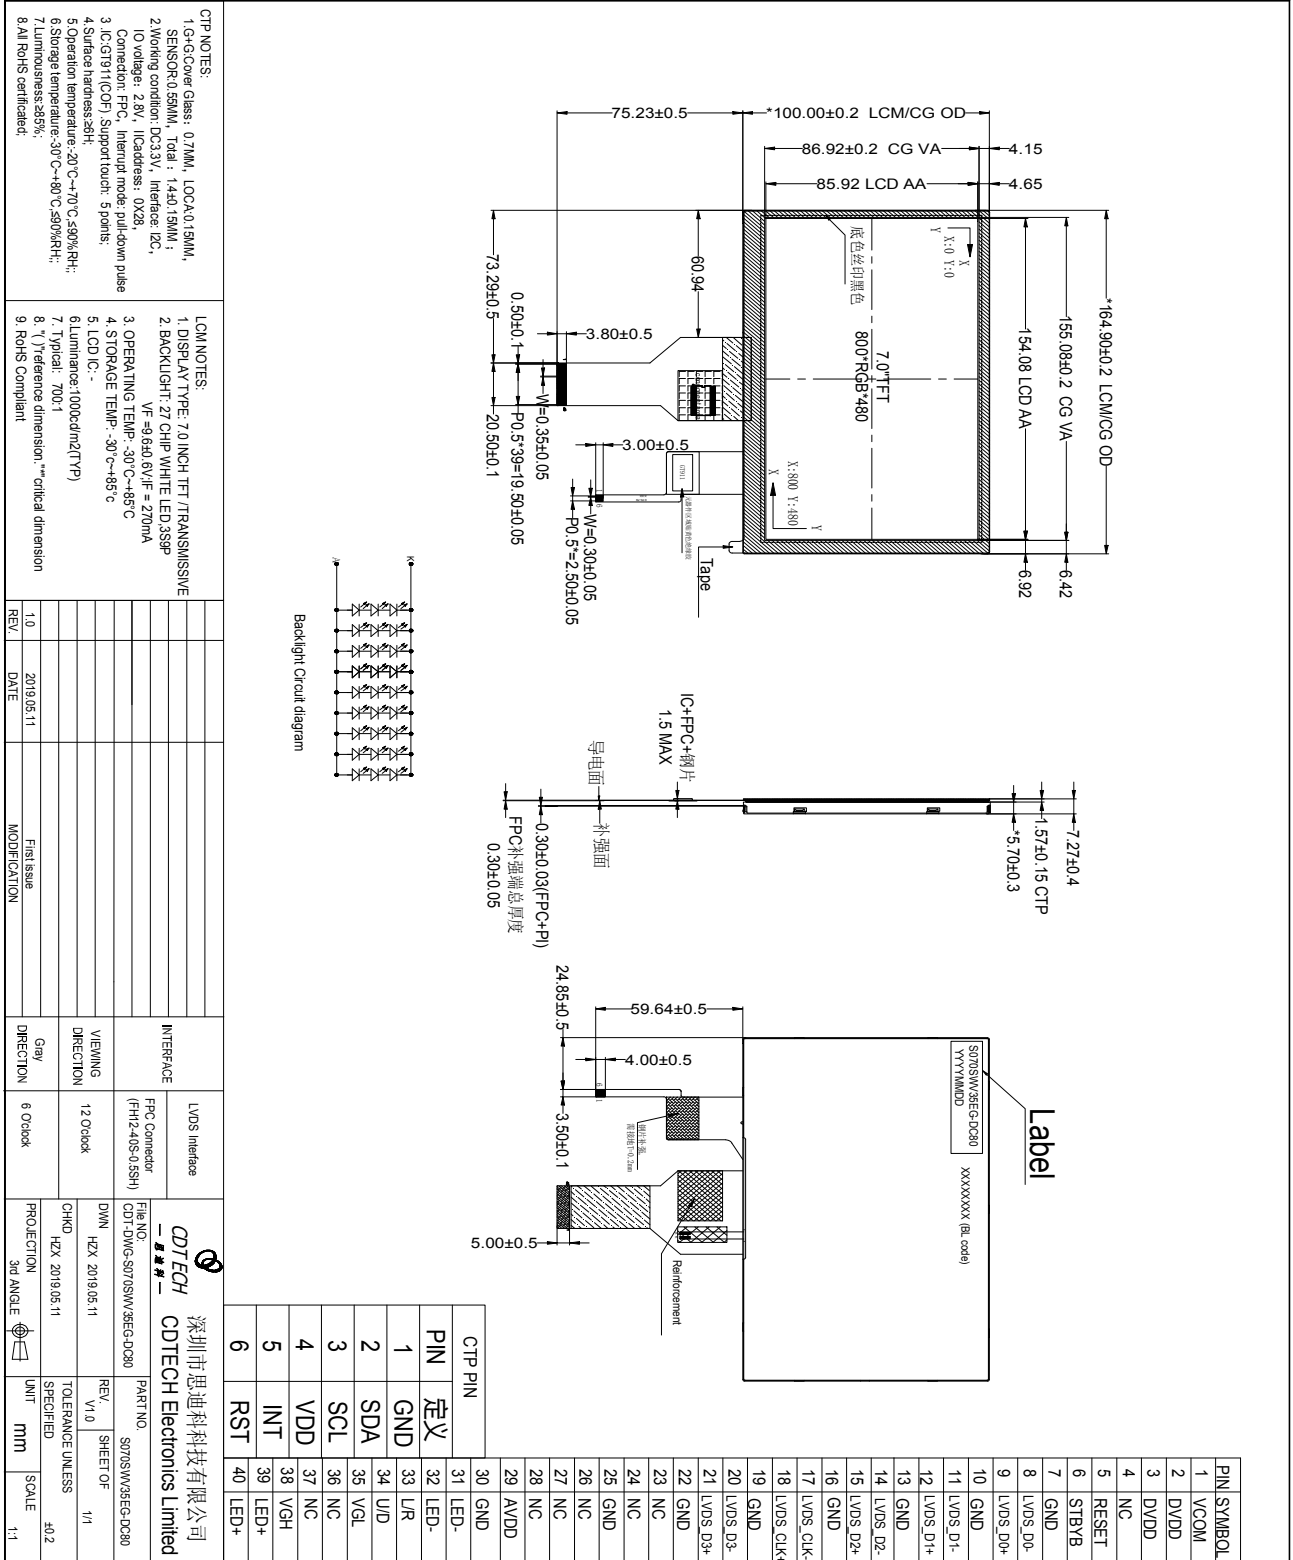 PIN SYMBOL
1 VCOM
2 DVDD
3 DVDD
4 NC
5 RESET
6 STBYB
7 GND
8 LVDS_D0-
9 LVDS_D0+
10 GND
11 LVDS_D1-
12 LVDS_D1+
13 GND
14 LVDS_D2-
15 LVDS_D2+
16 GND
17 LVDS_CLK-
18 LVDS_CLK+
19 GND
20 LVDS_D3-
21 LVDS_D3+
22 GND
23 NC
24 NC
25 GND
26 NC
27 NC
28 NC
29 AVDD
30 GND
31 LED-
32 LED-
33 L/R
34 U/D
35 VGL
36 NC
37 NC
38 VGH
39 LED+
40 LED+
*164.90±0.2 LCM/CG OD
155.08±0.2 CG VA
154.08 LCD AA
6.42
6.92
*100.00±0.2 LCM/CG OD
86.92±0.2 CG VA
85.92 LCD AA
4.15
4.65
75.23±0.5
X
X:0 Y:0
Y
底色丝印黑色
7.0"TFT
800*RGB*480
X:800 Y:480
X
Y
60.94
73.29±0.5
3.80±0.5
0.50±0.1
W=0.35±0.05
P0.5*39=19.50±0.05
20.50±0.1
3.00±0.5
W=0.30±0.05
P0.5*=2.50±0.05
GT911
6
Tape
7.27±0.4
1.57±0.15 CTP
*5.70±0.3
IC+FPC+钢片
1.5 MAX
导电面
补强面
0.30±0.03(FPC+PI)
FPC补强端总厚度
0.30±0.05
Label
S070SWV35EG-DC80
YYYYMMDD
XXXXXXXX (BL code)
59.64±0.5
24.85±0.5
4.00±0.5
3.50±0.1
6
1
5.00±0.5
Reinforcement
K
A
Backlight Circuit diagram
CTP PIN
PIN 定义
1 GND
2 SDA
3 SCL
4 VDD
5 INT
6 RST
CTP NOTES:
1.G+G:Cover Glass: 0.7MM, LOCA:0.15MM,
SENSOR:0.55MM, Total : 1.4±0.15MM ;
2.Working condition: DC3.3V, Interface: I2C,
IO voltage: 2.8V, IICaddress: 0X28,
Connection: FPC, Interrupt mode: pull-down pulse
3 .IC:GT911(COF) ,Support touch: 5 points;
4.Surface hardness:≥6H;
5.Operation temperature:-20°C~+70°C,≤90%RH;;
6.Storage temperature:-30°C~+80°C,≤90%RH;;
7.Luminousness:≥85%;
8.All RoHS certificated;
LCM NOTES:
1. DISPLAY TYPE: 7.0 INCH TFT /TRANSMISSIVE
2. BACKLIGHT: 27 CHIP WHITE LED,3S9P
VF =9.6±0.6V,IF = 270mA
3. OPERATING TEMP: -30°C~+85°C
4. STORAGE TEMP: -30°c~+85°c
5. LCD IC: -
6.Luminance:1000cd/m2(TYP)
7. Typical: 700:1
8. "( )"reference dimension,"*"critical dimension
9. RoHS Compliant
1.0 2019.05.11 First issue
REV. DATE MODIFICATION
INTERFACE
LVDS Interface
FPC Connector
(FH12-40S-0.5SH)
VIEWING
DIRECTION
12 O'clock
Gray
DIRECTION
6 O'clock
CDTECH
思迪科
深圳市思迪科科技有限公司
CDTECH Electronics Limited
File NO:
CDT-DWG-S070SWV35EG-DC80
PART NO.
S070SWV35EG-DC80
DWN HZX 2019.05.11
REV. V1.0
SHEET OF 1/1
CHKD HZX 2019.05.11
TOLERANCE UNLESS
SPECIFIED ±0.2
PROJECTION
3rd ANGLE
UNIT mm
SCALE 1:1